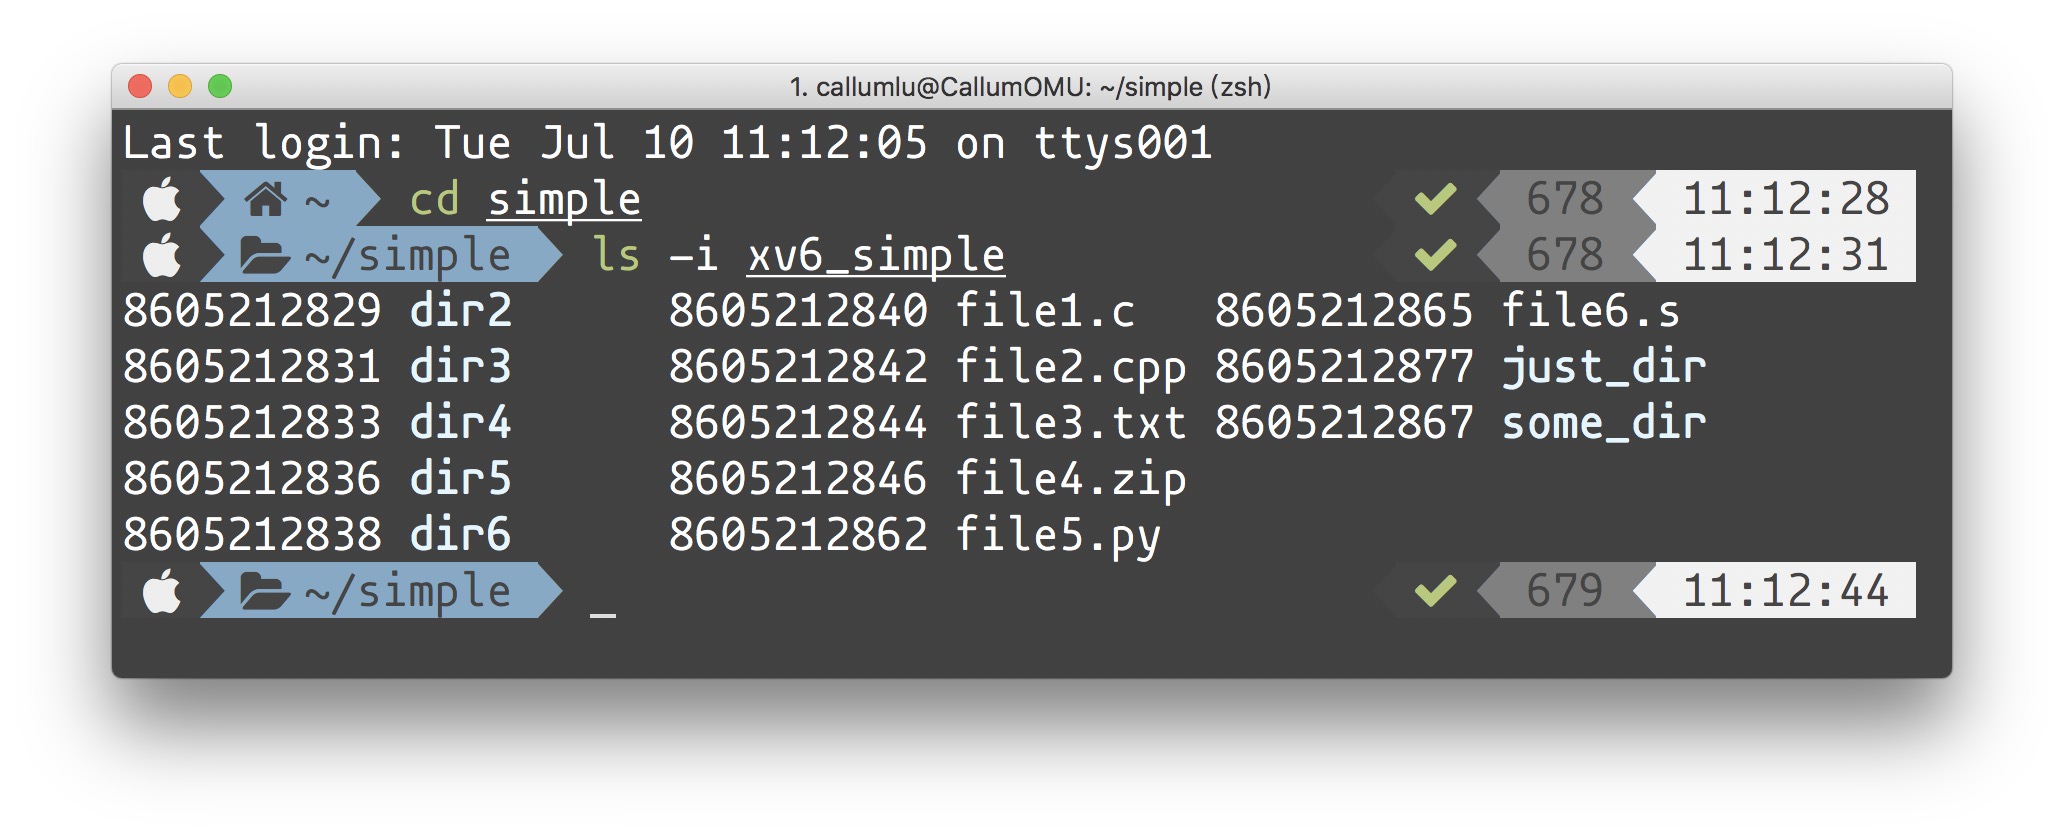 1. callumlu@CallumOMU: ~/simple (zsh)
Last login: Tue Jul 10 11:12:05 on ttys001
~ cd simple 678 11:12:28
~/simple ls -i xv6_simple 678 11:12:31
8605212829 dir2 8605212840 file1.c 8605212865 file6.s
8605212831 dir3 8605212842 file2.cpp 8605212877 just_dir
8605212833 dir4 8605212844 file3.txt 8605212867 some_dir
8605212836 dir5 8605212846 file4.zip
8605212838 dir6 8605212862 file5.py
~/simple _ 679 11:12:44